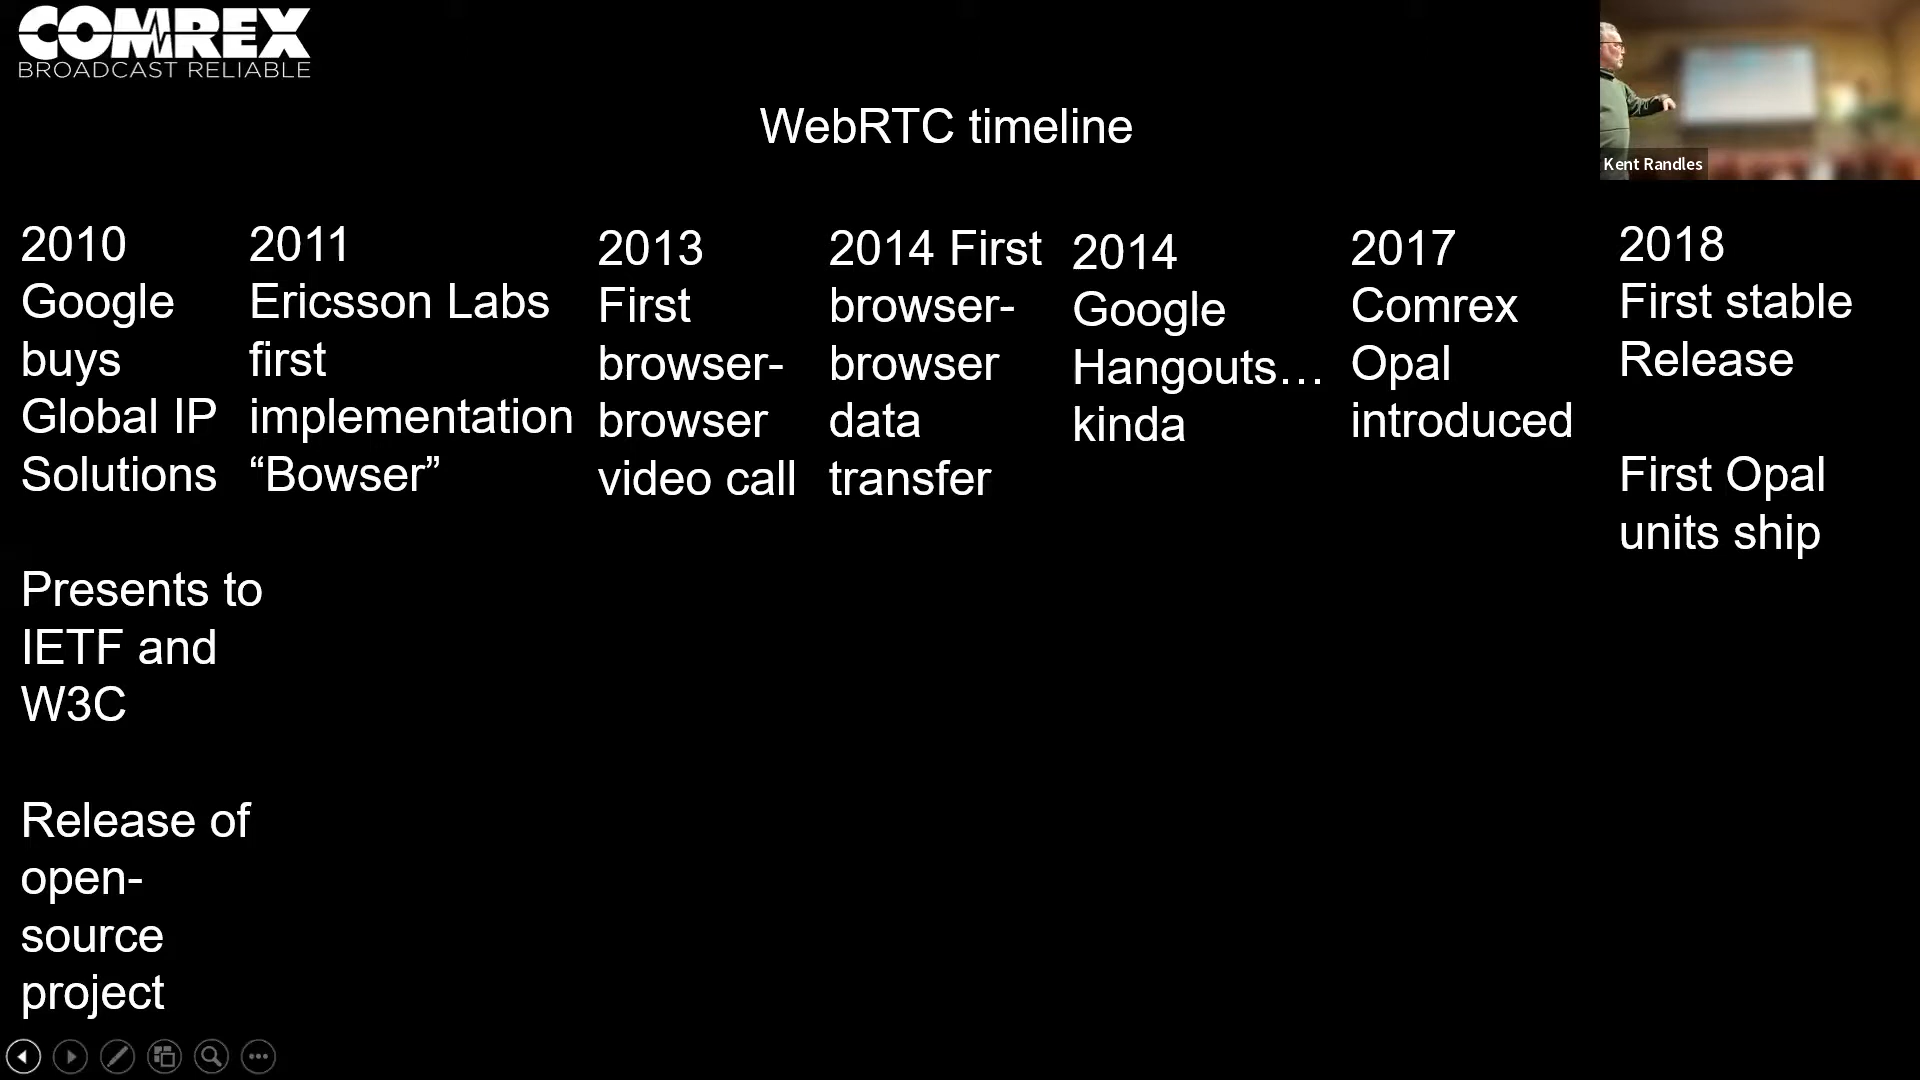 COMREX
BROADCAST RELIABLE
WebRTC timeline
Kent Randles
2010
Google
buys
Global IP
Solutions
Presents to
IETF and
W3C
Release of
open-
source
project
2011
Ericsson Labs
first
implementation
“Bowser”
2013
First
browser-
browser
video call
2014 First
browser-
browser
data
transfer
2014
Google
Hangouts…
kinda
2017
Comrex
Opal
introduced
2018
First stable
Release
First Opal
units ship